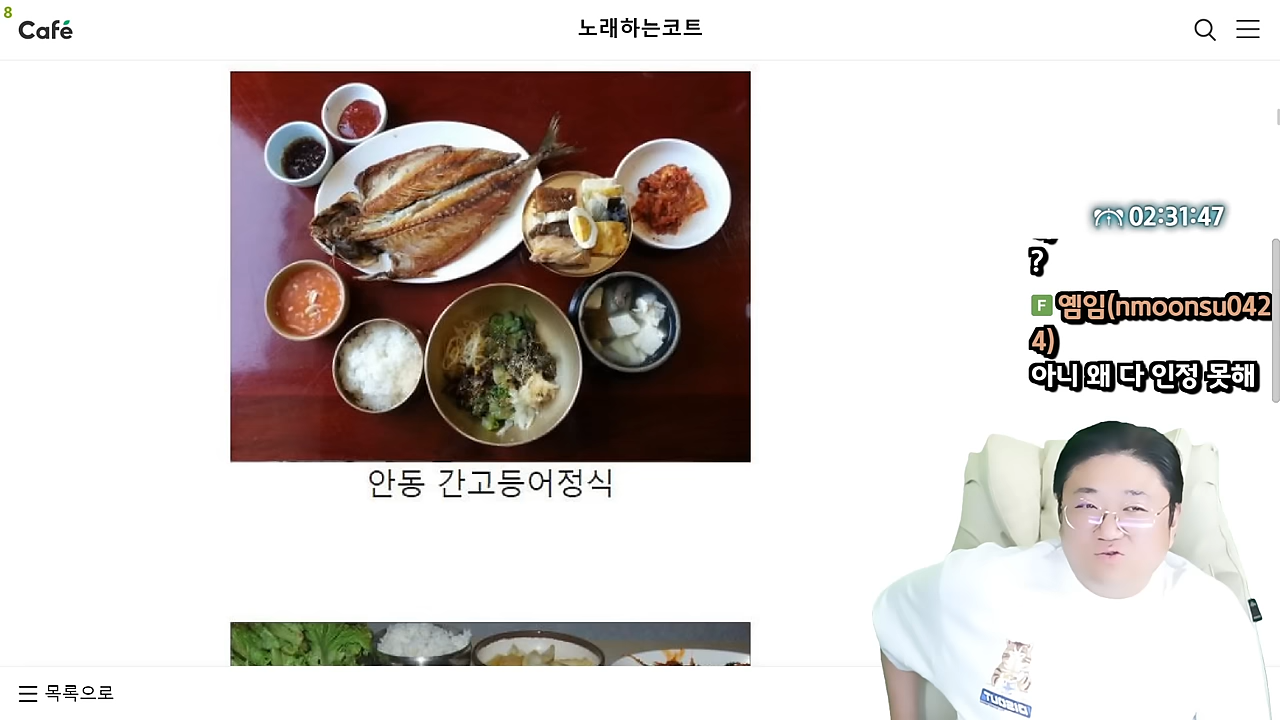 8
Café
노래하는코트
02:31:47
?
F 옘임(nmoonsu042
4)
아니 왜 다 인정 못해
안동 간고등어정식
목록으로